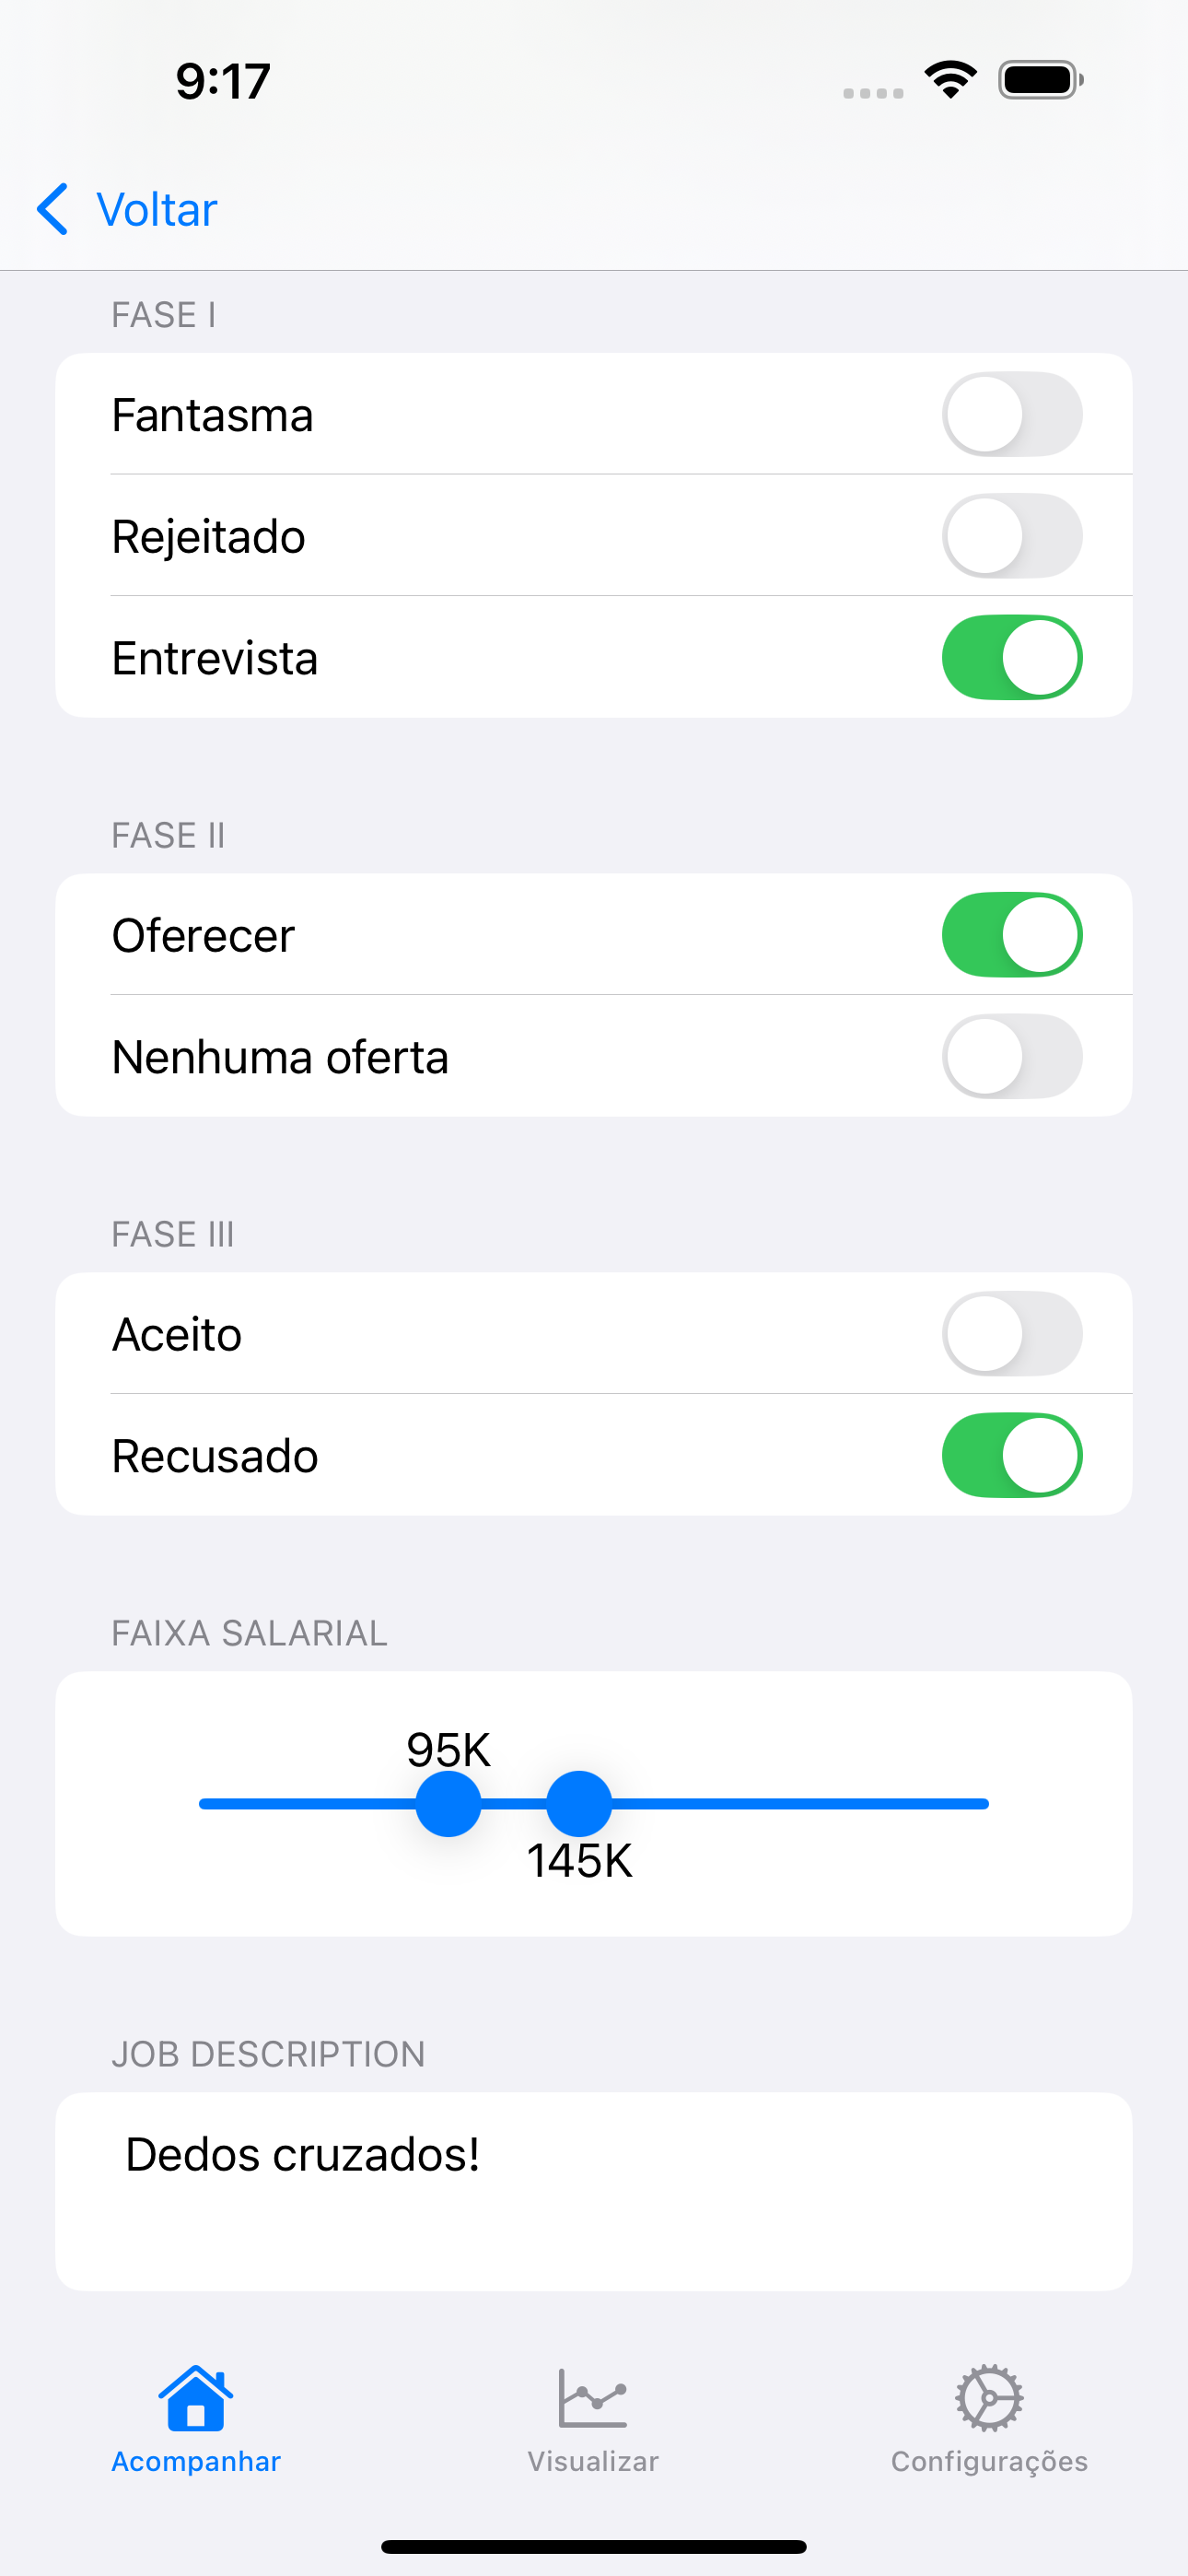 9:17
Voltar
FASE I
Fantasma
Rejeitado
Entrevista
FASE II
Oferecer
Nenhuma oferta
FASE III
Aceito
Recusado
FAIXA SALARIAL
95K
145K
JOB DESCRIPTION
Dedos cruzados!
Acompanhar
Visualizar
Configurações